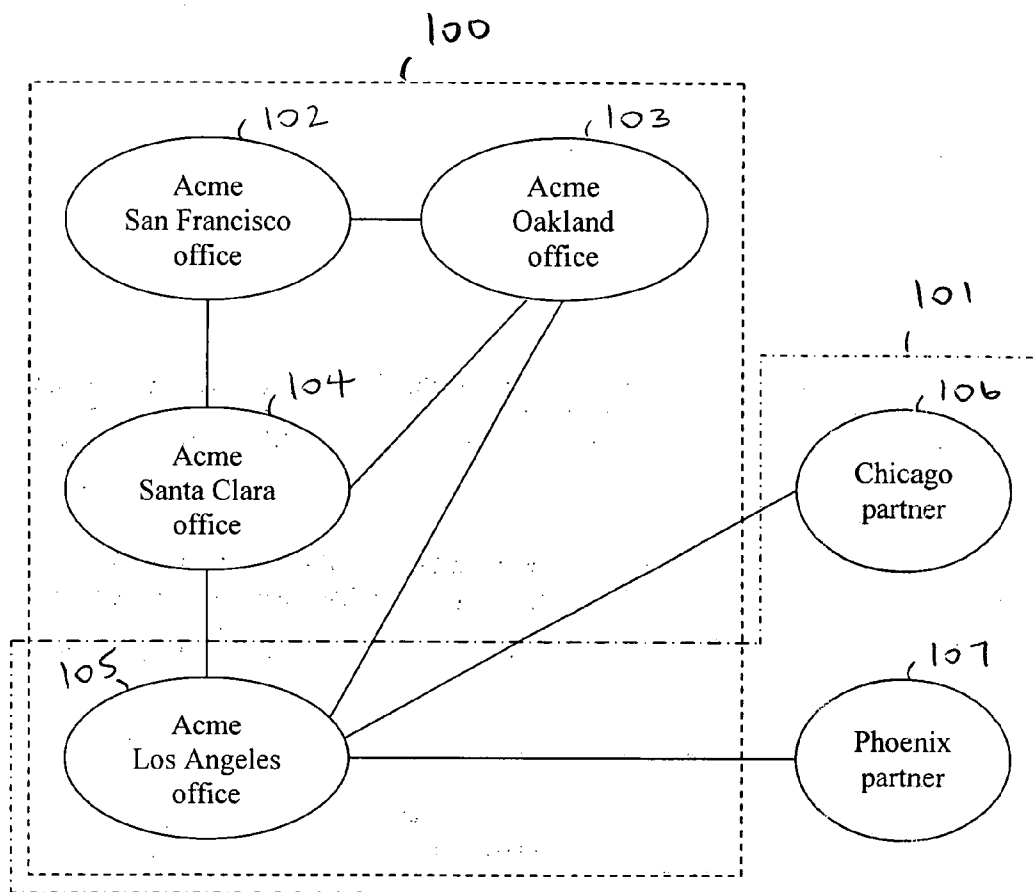 100
102
103
Acme
San Francisco
office
Acme
Oakland
office
101
104
106
Acme
Santa Clara
office
Chicago
partner
105
107
Acme
Los Angeles
office
Phoenix
partner